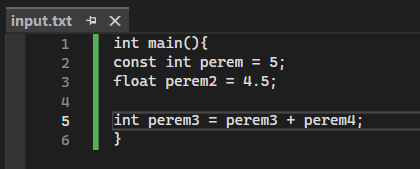 input.txt
1 int main(){
2 const int perem = 5;
3 float perem2 = 4.5;
4
5 int perem3 = perem3 + perem4;
6 }